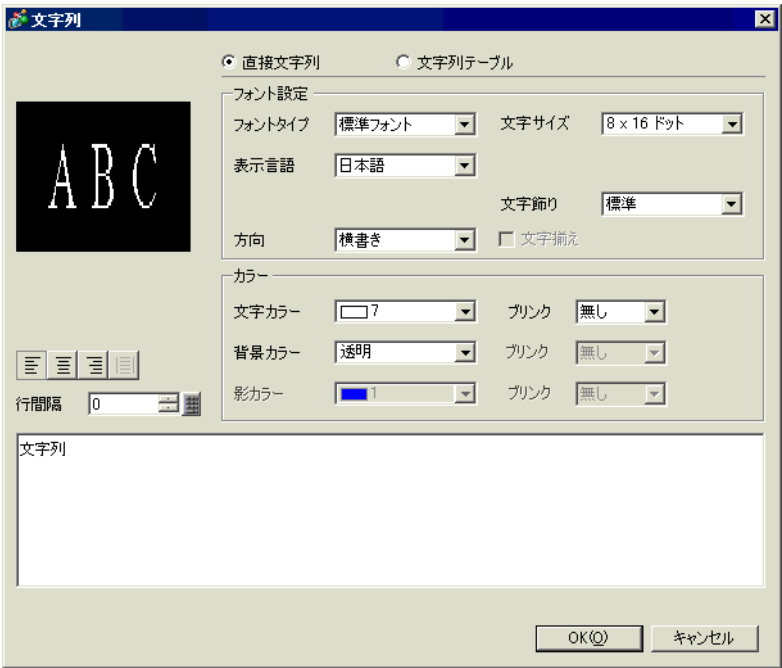 文字列
直接文字列 文字列テーブル
フォント設定
フォントタイプ 標準フォント 文字サイズ 8 x 16 ドット
ABC
表示言語 日本語
文字飾り 標準
方向 横書き 文字揃え
カラー
文字カラー 7 ブリンク 無し
背景カラー 透明 ブリンク 無し
影カラー 1 ブリンク 無し
行間隔 0
文字列
OK(O) キャンセル